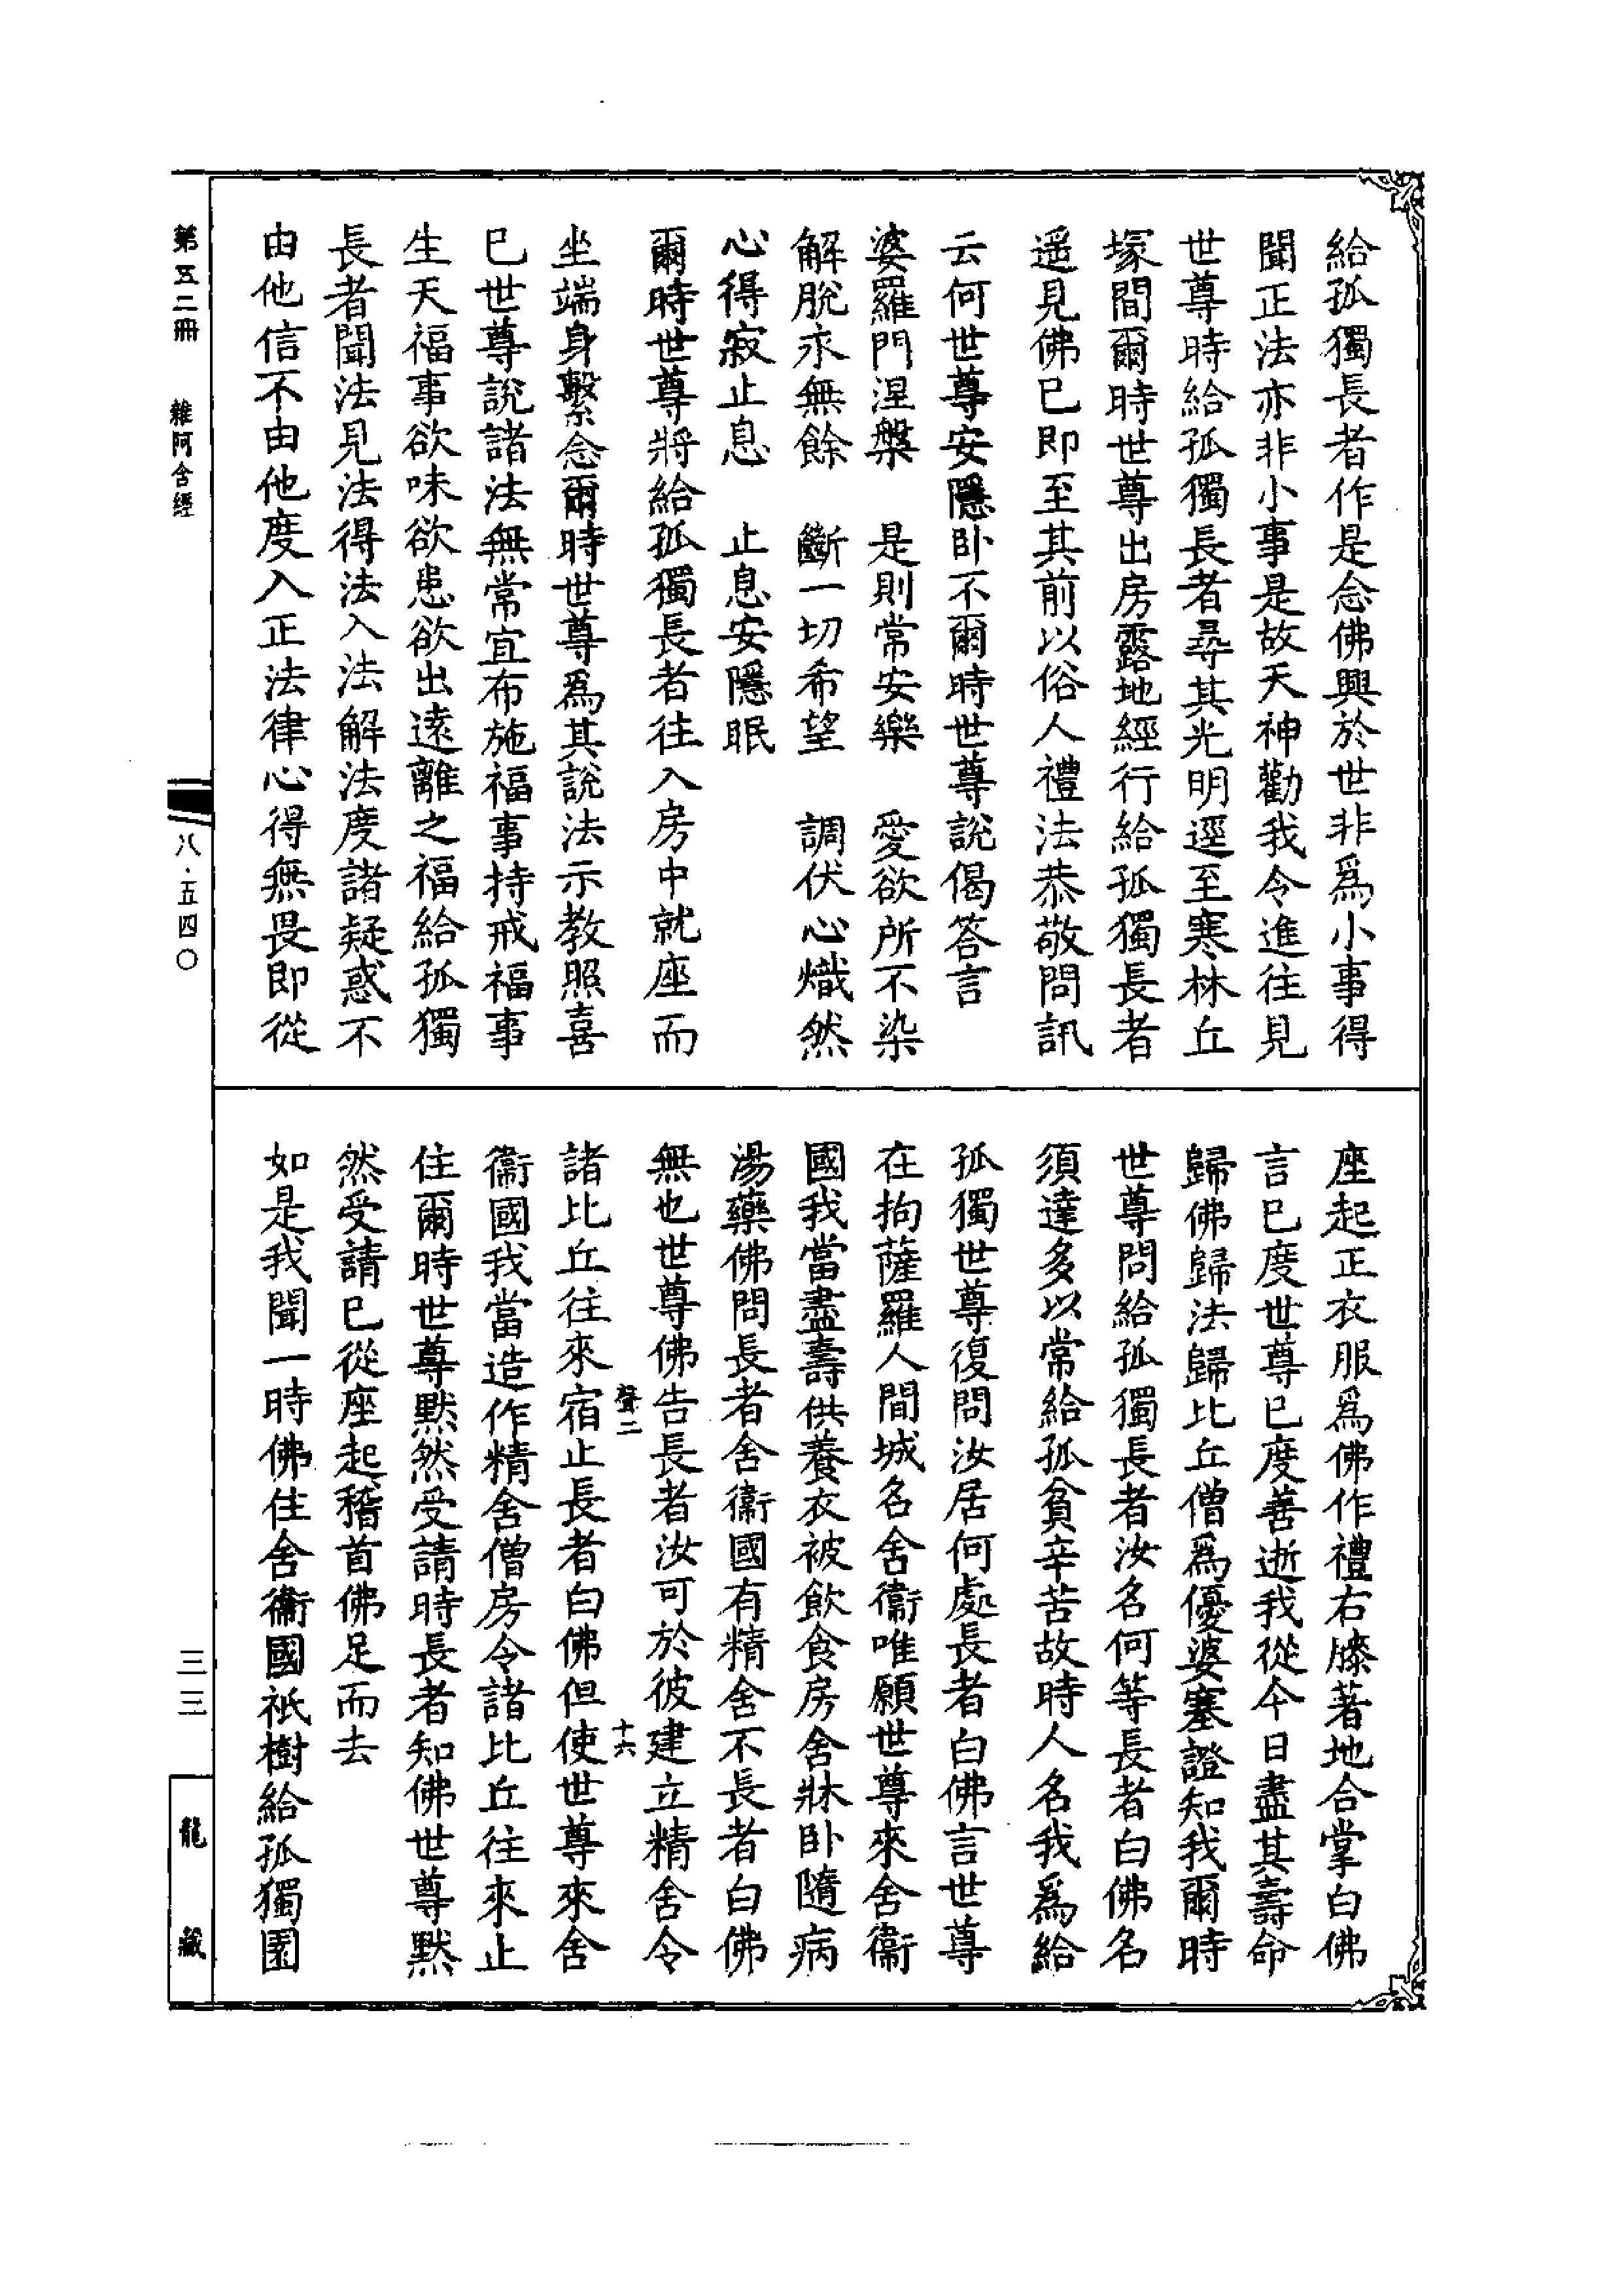 給孤獨長者作是念佛興於世非爲小事得
聞正法亦非小事是故天神勸我令進往見
世尊時給孤獨長者尋其光明逕至寒林丘
塚間爾時世尊出房露地經行給孤獨長者
遥見佛已即至其前以俗人禮法恭敬問訊
云何世尊安隱卧不爾時世尊說偈答言
婆羅門涅槃　是則常安樂　愛欲所不染
解脫永無餘　斷一切希望　調伏心熾然
心得寂止息　止息安隱眠
爾時世尊將給孤獨長者往入房中就座而
坐端身繫念爾時世尊爲其說法示教照喜
已世尊說諸法無常宜布施福事持戒福事
生天福事欲味欲患欲出遠離之福給孤獨
長者聞法見法得法入法解法度諸疑惑不
由他信不由他度入正法律心得無畏即從
座起正衣服爲佛作禮右膝著地合掌白佛
言已度世尊已度善逝我從今日盡其壽命
歸佛歸法歸比丘僧爲優婆塞證知我爾時
世尊問給孤獨長者汝名何等長者白佛名
須達多以常給孤貧辛苦故時人名我爲給
孤獨世尊復問汝居何處長者白佛言世尊
在拘薩羅人間城名舍衞唯願世尊來舍衞
國我當盡壽供養衣被飲食房舍牀卧隨病
湯藥佛問長者舍衞國有精舍不長者白佛
無也世尊佛告長者汝可於彼建立精舍令
聲二　十六
諸比丘往來宿止長者白佛但使世尊來舍
衞國我當造作精舍僧房令諸比丘往來止
住爾時世尊默然受請時長者知佛世尊默
然受請已從座起稽首佛足而去
如是我聞一時佛住舍衞國祇樹給孤獨園
第五二冊　雜阿含經
八·五四〇
三三
龍藏